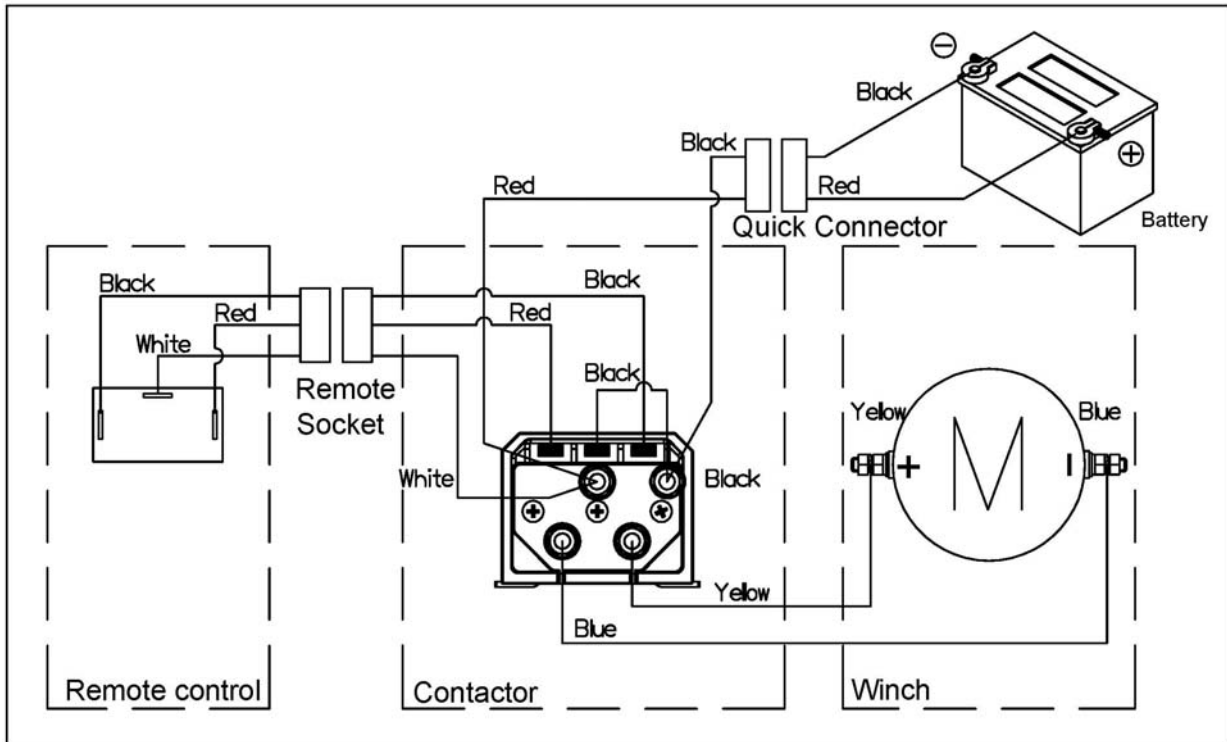 ⊖
Black
Black
Red
Red
⊕
Battery
Quick Connector
Black
Black
Red
Red
White
Remote
Socket
Black
Yellow
Blue
White
Black
+
M
-
Yellow
Blue
Remote control
Contactor
Winch